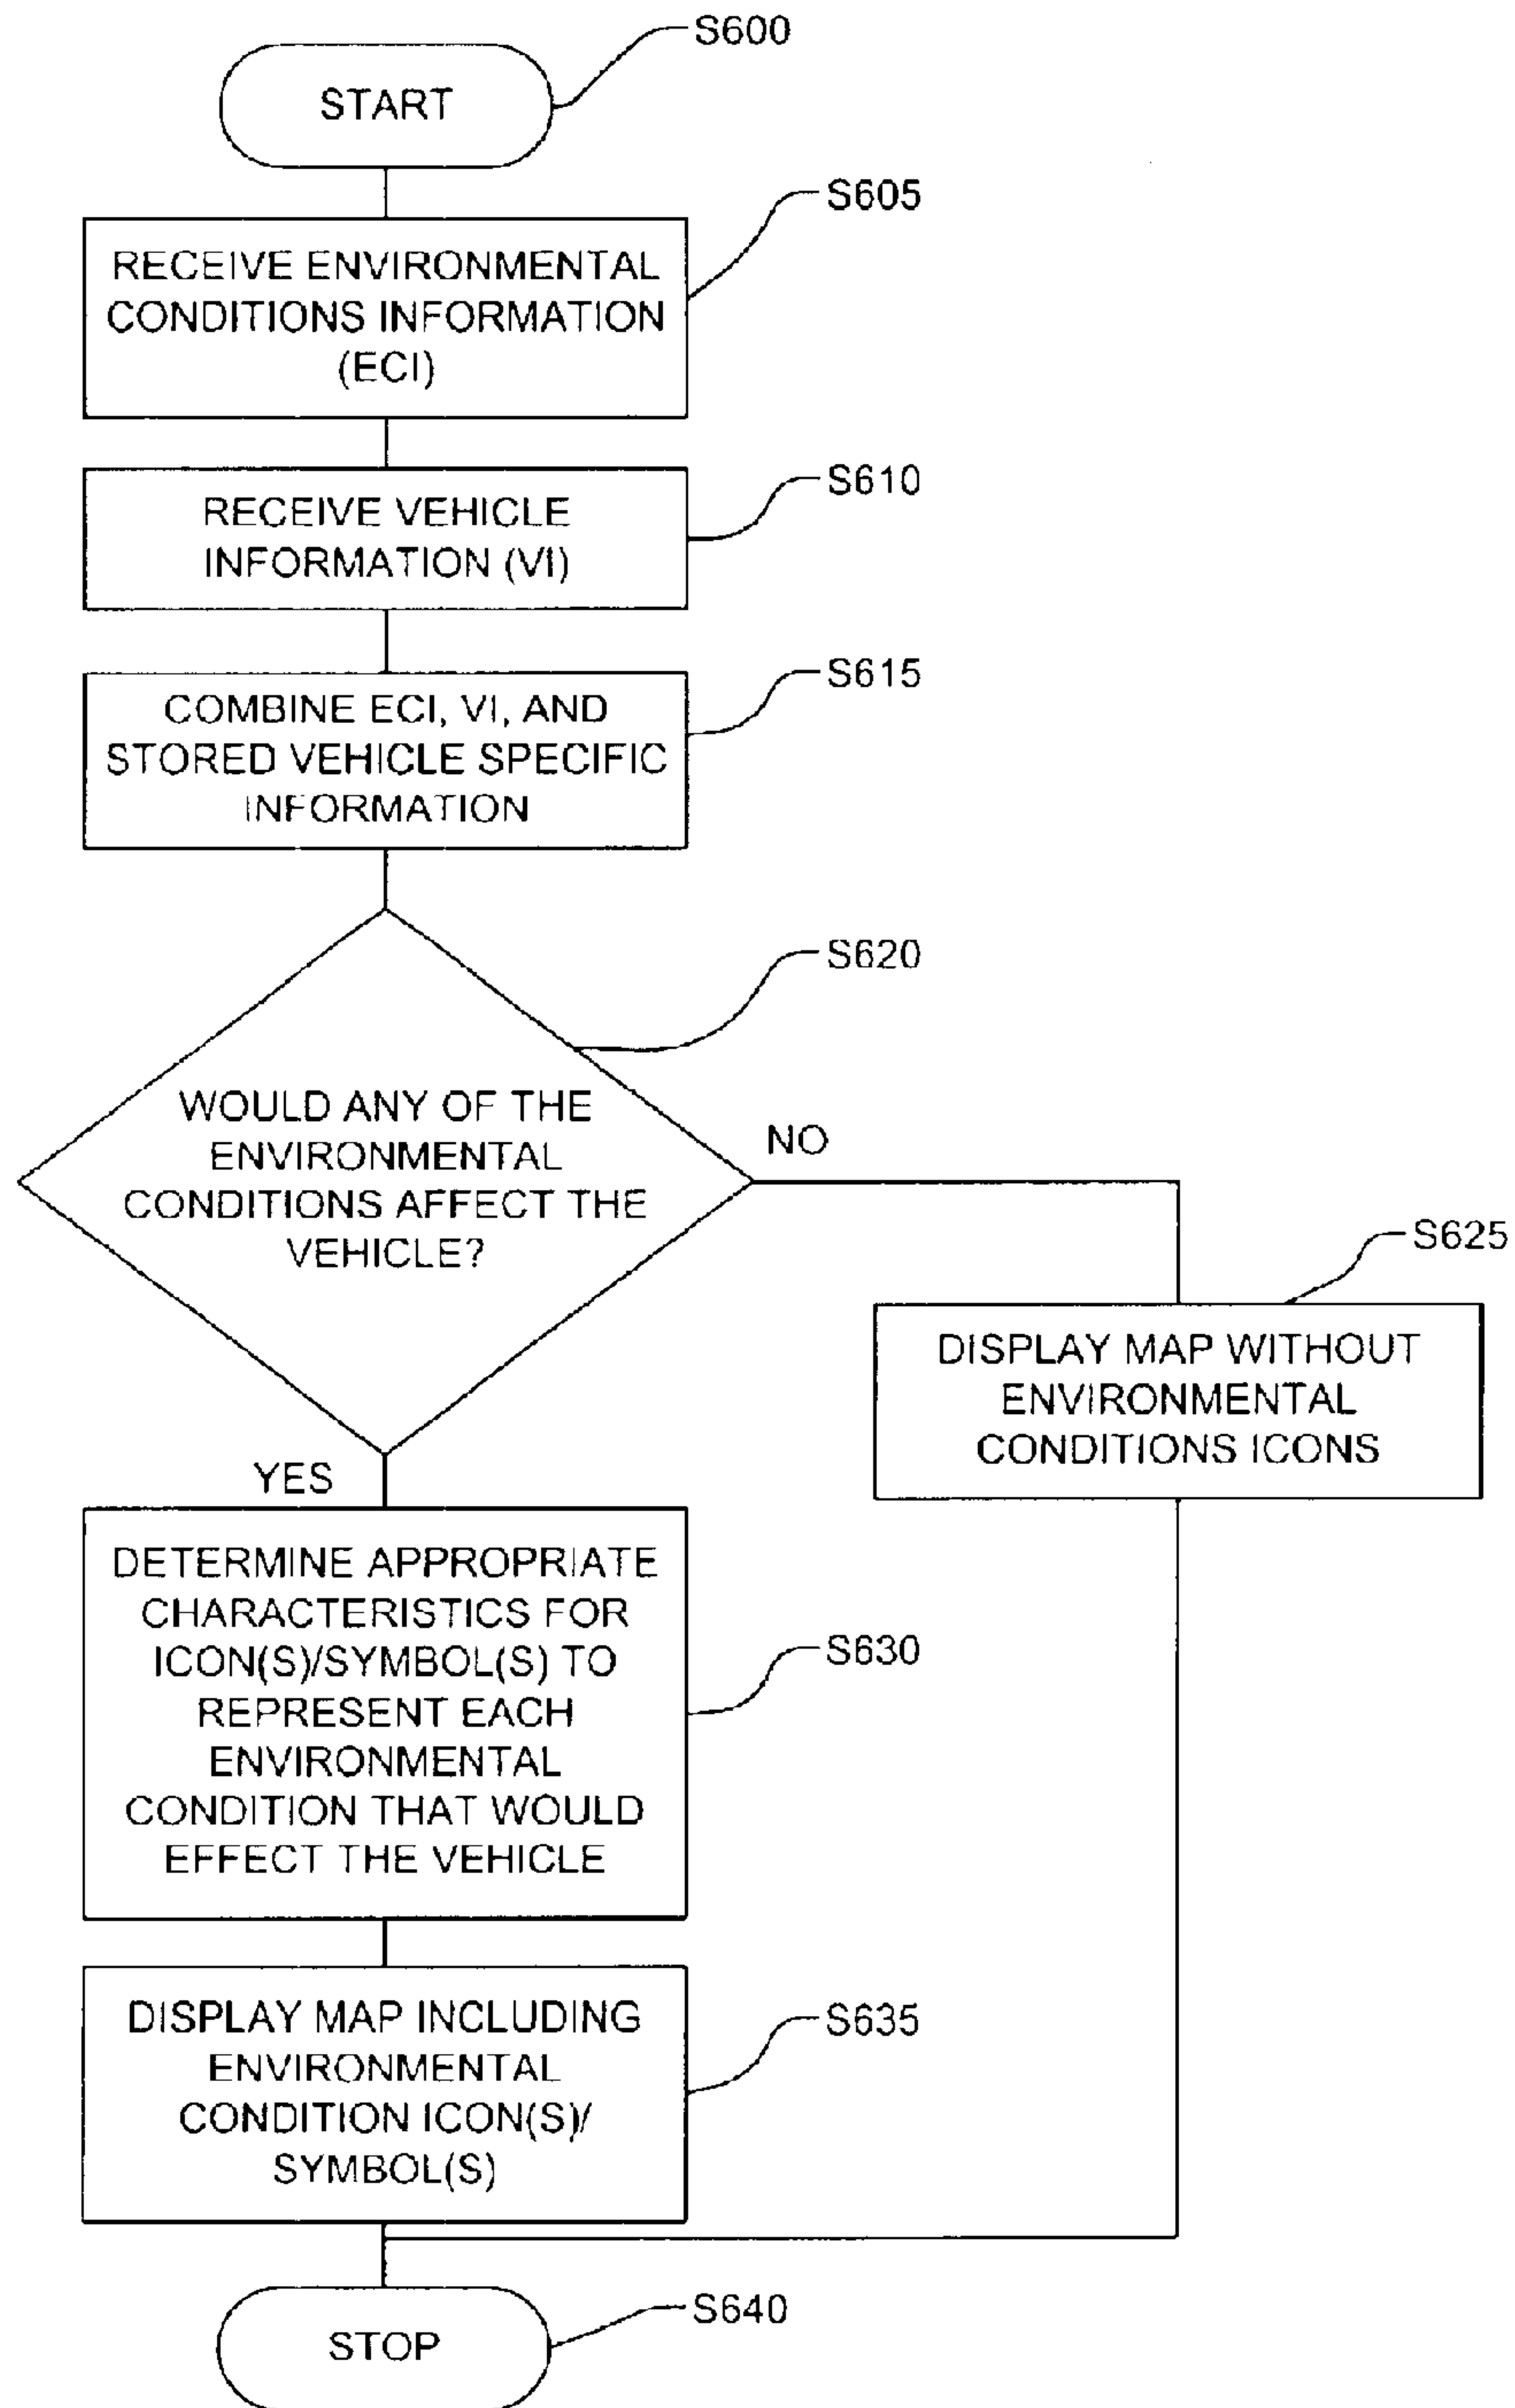 S600
START
S605
RECEIVE ENVIRONMENTAL
CONDITIONS INFORMATION
(ECI)
S610
RECEIVE VEHICLE
INFORMATION (VI)
S615
COMBINE ECI, VI, AND
STORED VEHICLE SPECIFIC
INFORMATION
S620
WOULD ANY OF THE
ENVIRONMENTAL
CONDITIONS AFFECT THE
VEHICLE?
NO
S625
DISPLAY MAP WITHOUT
ENVIRONMENTAL
CONDITIONS ICONS
YES
DETERMINE APPROPRIATE
CHARACTERISTICS FOR
ICON(S)/SYMBOL(S) TO
REPRESENT EACH
ENVIRONMENTAL
CONDITION THAT WOULD
EFFECT THE VEHICLE
S630
DISPLAY MAP INCLUDING
ENVIRONMENTAL
CONDITION ICON(S)/
SYMBOL(S)
S635
S640
STOP